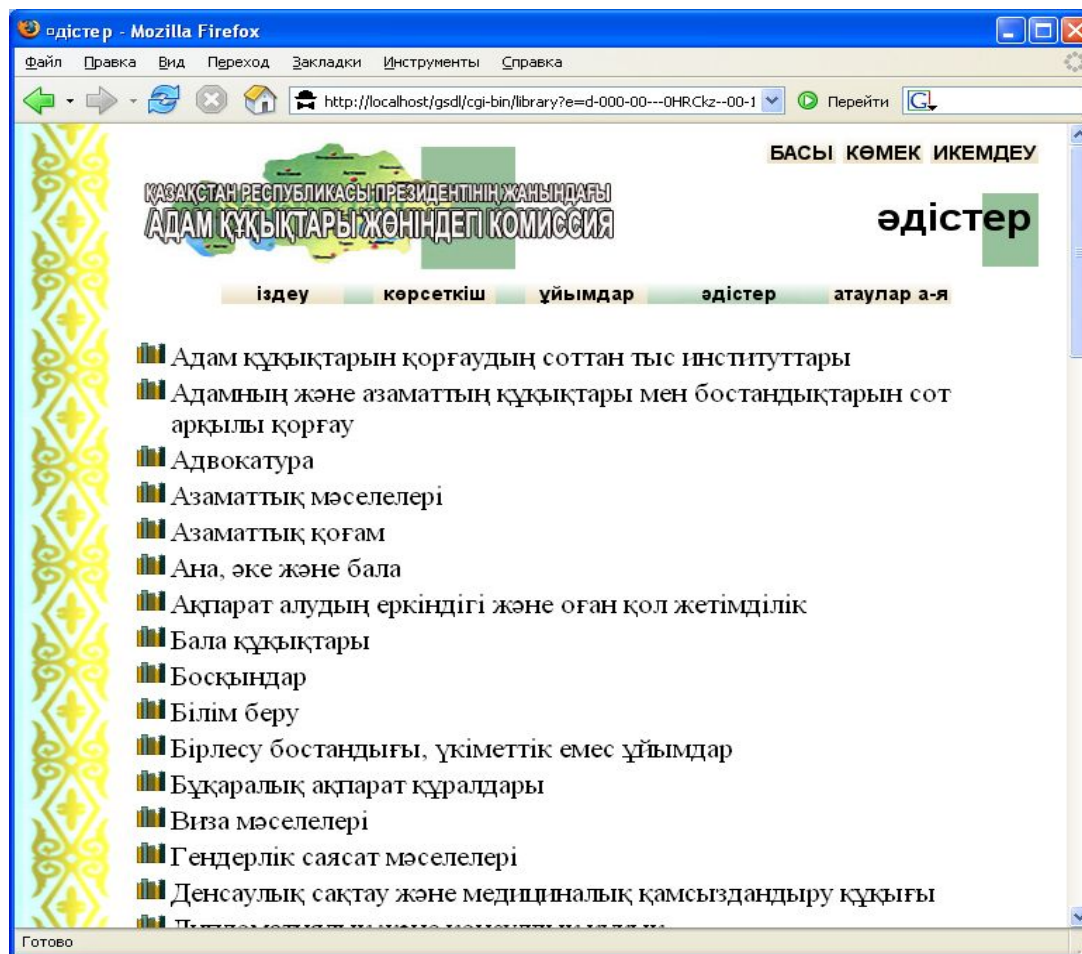 ¤дістер - Mozilla Firefox
Файл Правка Вид Переход Закладки Инструменты Справка
http://localhost/gsdl/cgi-bin/library?e=d-000-00---0HRCkz--00-1 Перейти
БАСЫ КӨМЕК ИКЕМДЕУ
ҚАЗАҚСТАН РЕСПУБЛИКАСЫ ПРЕЗИДЕНТІНІҢ ЖАНЫНДАҒЫ
АДАМ ҚҰҚЫҚТАРЫ ЖӨНІНДЕГІ КОМИССИЯ
әдістер
іздеу көрсеткіш ұйымдар әдістер атаулар а-я
Адам құқықтарын қорғаудың соттан тыс институттары
Адамның және азаматтың құқықтары мен бостандықтарын сот
арқылы қорғау
Адвокатура
Азаматтық мәселелері
Азаматтық қоғам
Ана, әке және бала
Ақпарат алудың еркіндігі және оған қол жетімділік
Бала құқықтары
Босқындар
Білім беру
Бірлесу бостандығы, үкіметтік емес ұйымдар
Бұқаралық ақпарат құралдары
Виза мәселелері
Гендерлік саясат мәселелері
Денсаулық сақтау және медициналық қамсыздандыру құқығы
Готово